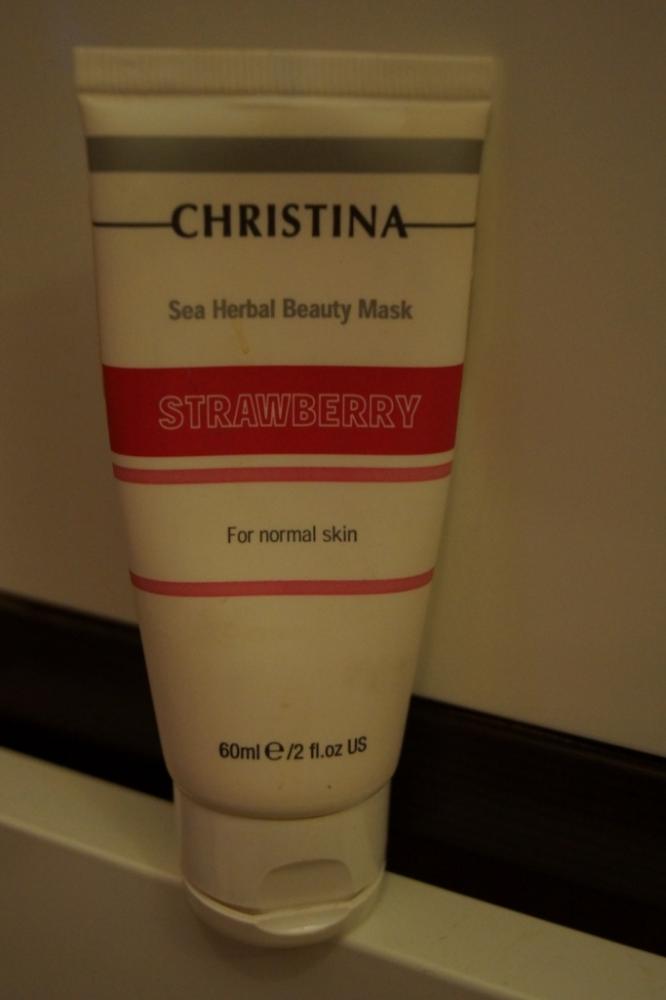 CHRISTINA
Sea Herbal Beauty Mask
STRAWBERRY
For normal skin
60ml ℮/2 fl.oz US